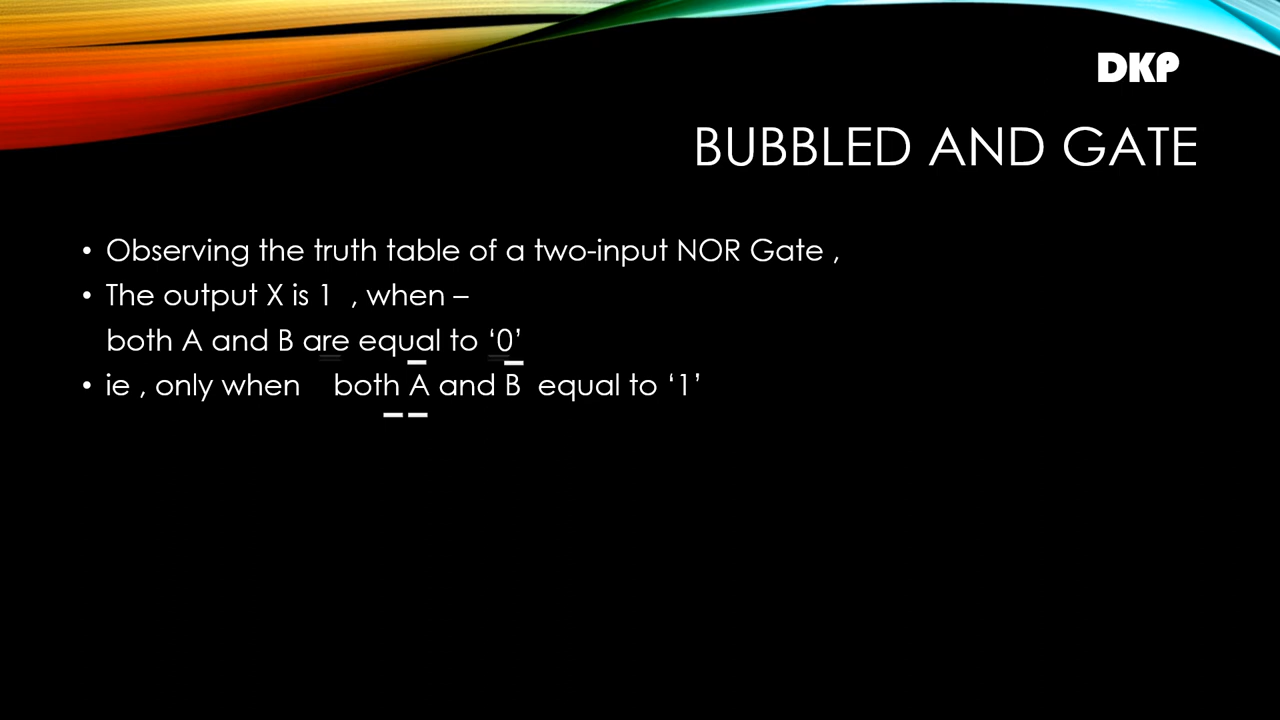 DKP
BUBBLED AND GATE
• Observing the truth table of a two-input NOR Gate ,
• The output X is 1 , when –
both A and B are equal to ‘0’
• ie , only when both A̅ and B̅ equal to ‘1’